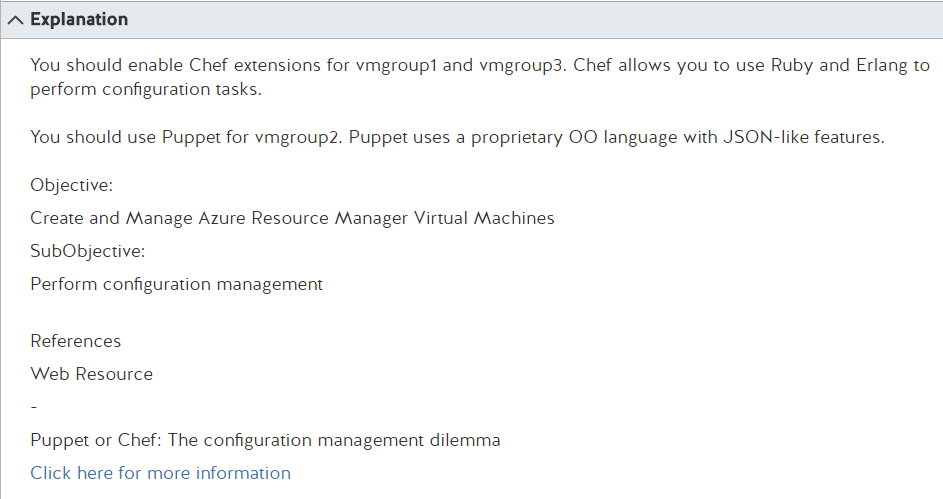 Explanation
You should enable Chef extensions for vmgroup1 and vmgroup3. Chef allows you to use Ruby and Erlang to
perform configuration tasks.
You should use Puppet for vmgroup2. Puppet uses a proprietary OO language with JSON-like features.
Objective:
Create and Manage Azure Resource Manager Virtual Machines
SubObjective:
Perform configuration management
References
Web Resource
-
Puppet or Chef: The configuration management dilemma
Click here for more information